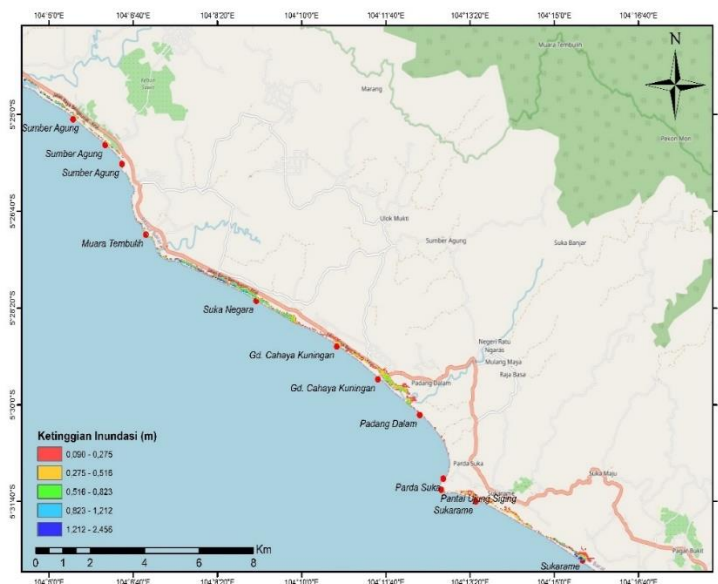 104°5'0"E 104°6'40"E 104°8'20"E 104°10'0"E 104°11'40"E 104°13'20"E 104°15'0"E 104°16'40"E
N
Muara Tembulih
Marang
Kebun
Pekon Mon
5°25'0"S
Sumber Agung
Sumber Agung
Sumber Agung
5°26'40"S
Ulok Mukti
Muara Tembulih
Sumber Agung
Suka Banjar
5°28'20"S
Suka Negara
Negeri Ratu
Ngaras
Gd. Cahaya Kuningan
Mulang Maya
Raja Basa
Gd. Cahaya Kuningan
Padang Dalam
5°30'0"S
Padang Dalam
Ketinggian Inundasi (m)
0,090 - 0,275
0,275 - 0,516
0,516 - 0,823
0,823 - 1,212
1,212 - 2,456
Parda Suka
Suka Maju
Parda Suka
Sukarame
Pantai Ujung Siging
5°31'40"S
Sukarame
Pagar Bukit
Sukarame
0 1 2 4 6 8 Km
104°5'0"E 104°6'40"E 104°8'20"E 104°10'0"E 104°11'40"E 104°13'20"E 104°15'0"E 104°16'40"E